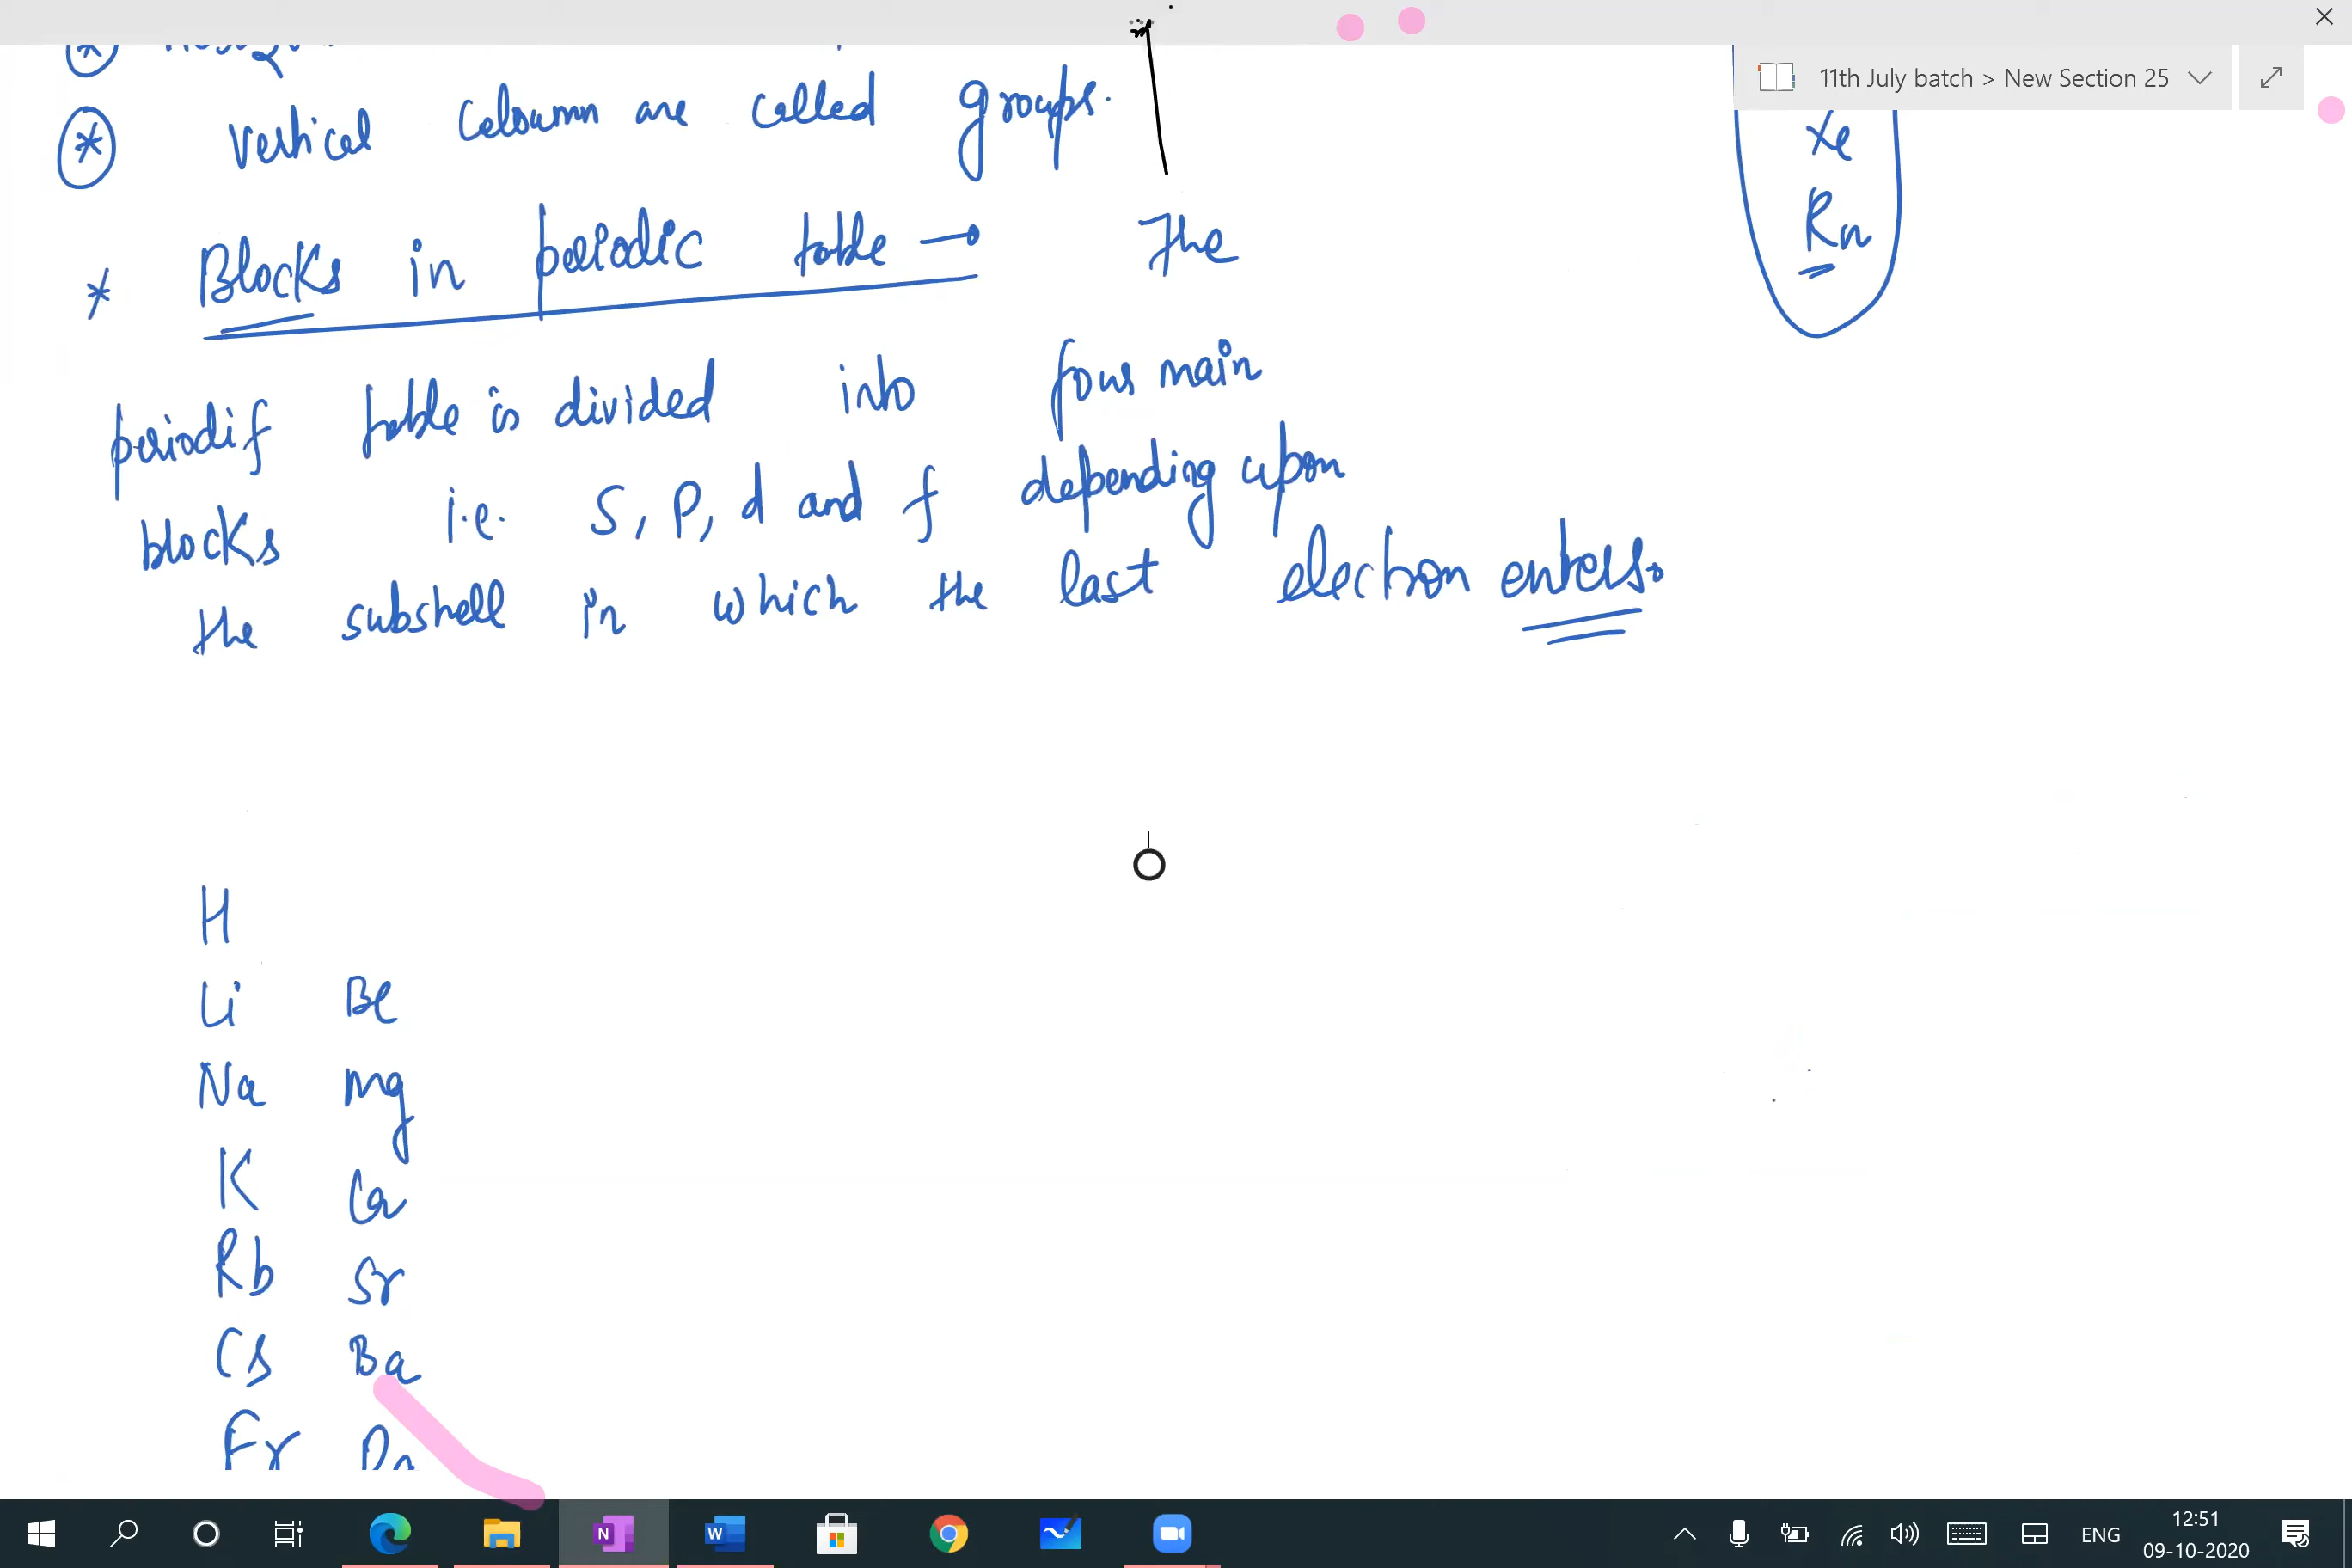 11th July batch > New Section 25
* vertical coloumn are called groups.
Xe
Rn
* Blocks in periodic table → The
periodif table is divided into four main
blocks i.e. S, P, d and f depending upon
the subshell in which the last electron enters.
H
Li Be
Na Mg
K Ca
Rb Sr
Cs Ba
Fr
ENG
12:51
09-10-2020